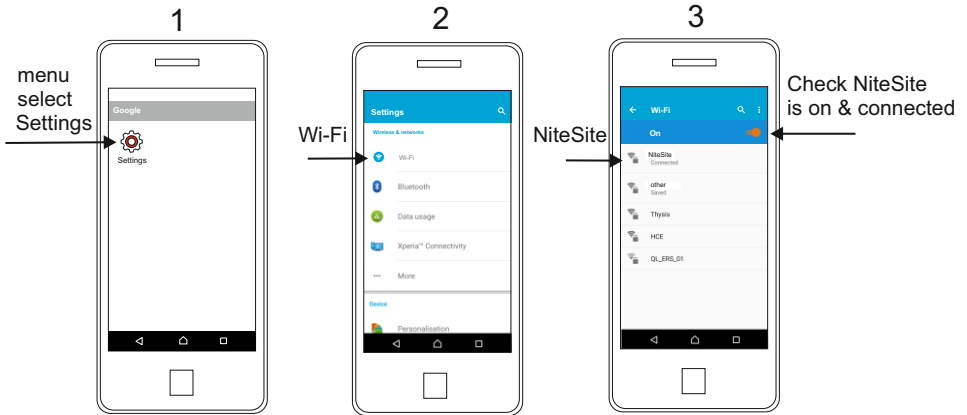 1
menu
select
Settings
Google
Settings
2
Wi-Fi
Settings
Wireless & networks
Wi-Fi
Bluetooth
Data usage
Xperia™ Connectivity
More
Device
Personalisation
3
NiteSite
Wi-Fi
On
NiteSite
Connected
other
Saved
Thysis
HCE
QL_ERS_01
Check NiteSite
is on & connected